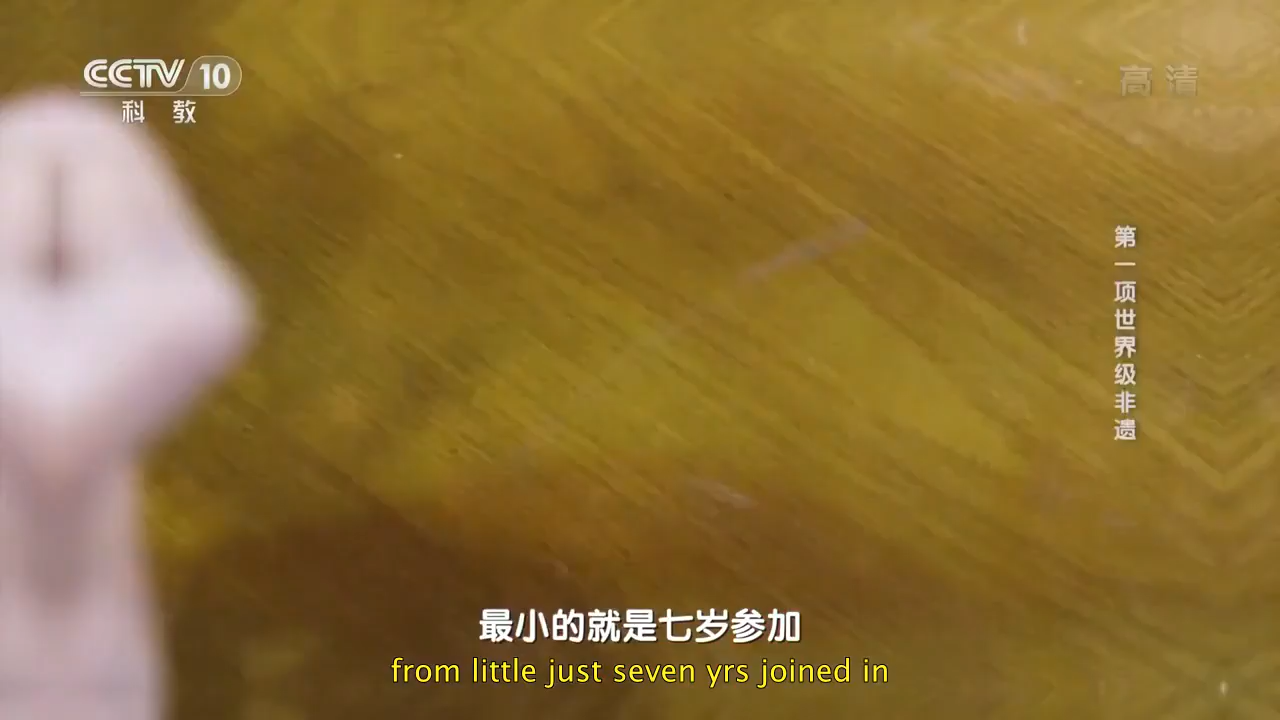 CCTV 10
科教
高清
第一项世界级非遗
最小的就是七岁参加
from little just seven yrs joined in